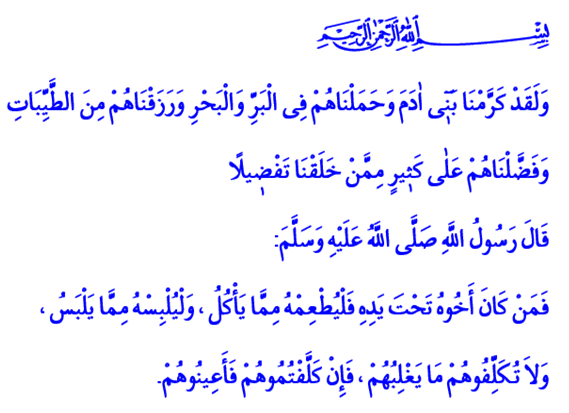 بِسْمِ اللهِ الرَّحْمٰنِ الرَّحِيمِ
وَلَقَدْ كَرَّمْنَا بَن۪ٓى اٰدَمَ وَحَمَلْنَاهُمْ فِى الْبَرِّ وَالْبَحْرِ وَرَزَقْنَاهُمْ مِنَ الطَّيِّبَاتِ
وَفَضَّلْنَاهُمْ عَلٰى كَث۪يرٍ مِمَّنْ خَلَقْنَا تَفْض۪يلًا
قَالَ رَسُولُ اللَّهِ صَلَّى اللَّهُ عَلَيْهِ وَسَلَّمَ:
فَمَنْ كَانَ أَخُوهُ تَحْتَ يَدِهِ فَلْيُطْعِمْهُ مِمَّا يَأْكُلُ ، وَلْيُلْبِسْهُ مِمَّا يَلْبَسُ ،
وَلاَ تُكَلِّفُوهُمْ مَا يَغْلِبُهُمْ ، فَإِنْ كَلَّفْتُمُوهُمْ فَأَعِينُوهُمْ.